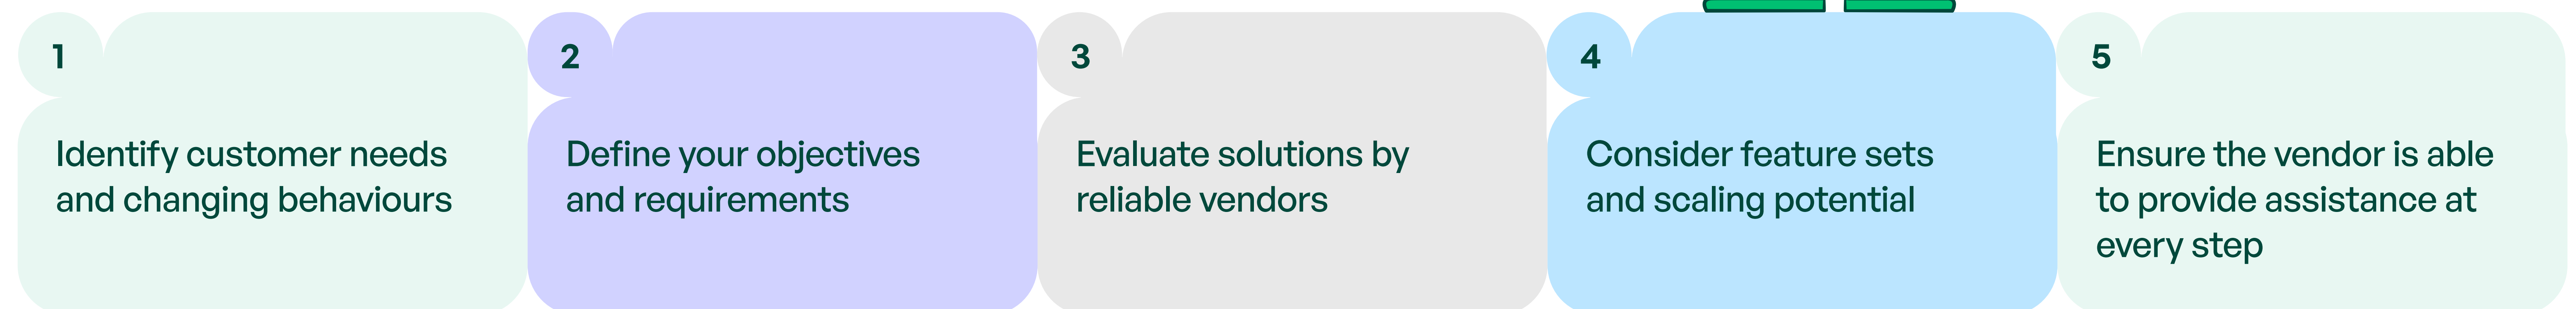 1
Identify customer needs
and changing behaviours
2
Define your objectives
and requirements
3
Evaluate solutions by
reliable vendors
4
Consider feature sets
and scaling potential
5
Ensure the vendor is able
to provide assistance at
every step